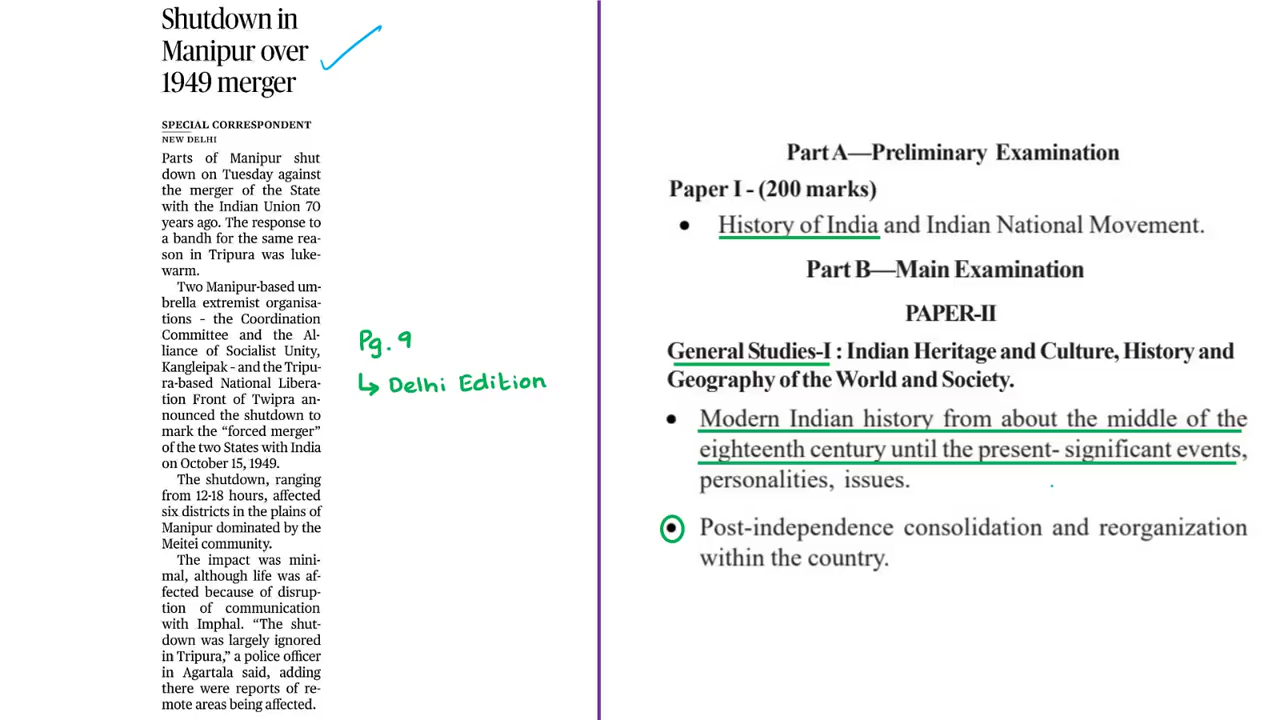 Shutdown in
Manipur over
1949 merger
SPECIAL CORRESPONDENT
NEW DELHI
Parts of Manipur shut
down on Tuesday against
the merger of the State
with the Indian Union 70
years ago. The response to
a bandh for the same rea-
son in Tripura was luke-
warm.
Two Manipur-based um-
brella extremist organisa-
tions - the Coordination
Committee and the Al-
liance of Socialist Unity,
Kangleipak - and the Tripu-
ra-based National Libera-
tion Front of Twipra an-
nounced the shutdown to
mark the “forced merger”
of the two States with India
on October 15, 1949.
The shutdown, ranging
from 12-18 hours, affected
six districts in the plains of
Manipur dominated by the
Meitei community.
The impact was mini-
mal, although life was af-
fected because of disrup-
tion of communication
with Imphal. “The shut-
down was largely ignored
in Tripura,” a police officer
in Agartala said, adding
there were reports of re-
mote areas being affected.
Pg. 9
↳ Delhi Edition
Part A—Preliminary Examination
Paper I - (200 marks)
• History of India and Indian National Movement.
Part B—Main Examination
PAPER-II
General Studies-I : Indian Heritage and Culture, History and
Geography of the World and Society.
• Modern Indian history from about the middle of the
eighteenth century until the present- significant events,
personalities, issues.
• Post-independence consolidation and reorganization
within the country.